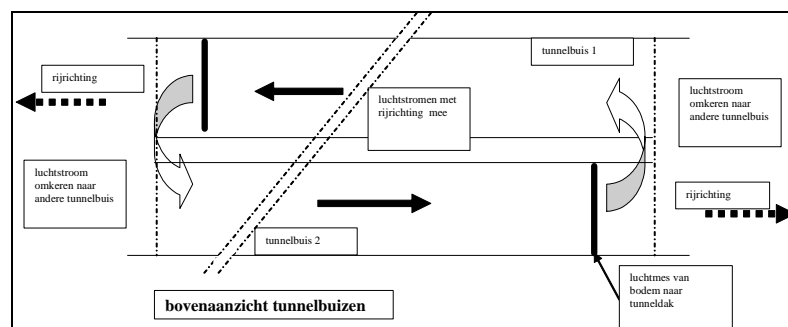 tunnelbuis 1
rijrichting
luchtstromen met
rijrichting mee
luchtstroom
omkeren naar
andere tunnelbuis
luchtstroom
omkeren naar
andere tunnelbuis
rijrichting
tunnelbuis 2
luchtmes van
bodem naar
tunneldak
bovenaanzicht tunnelbuizen